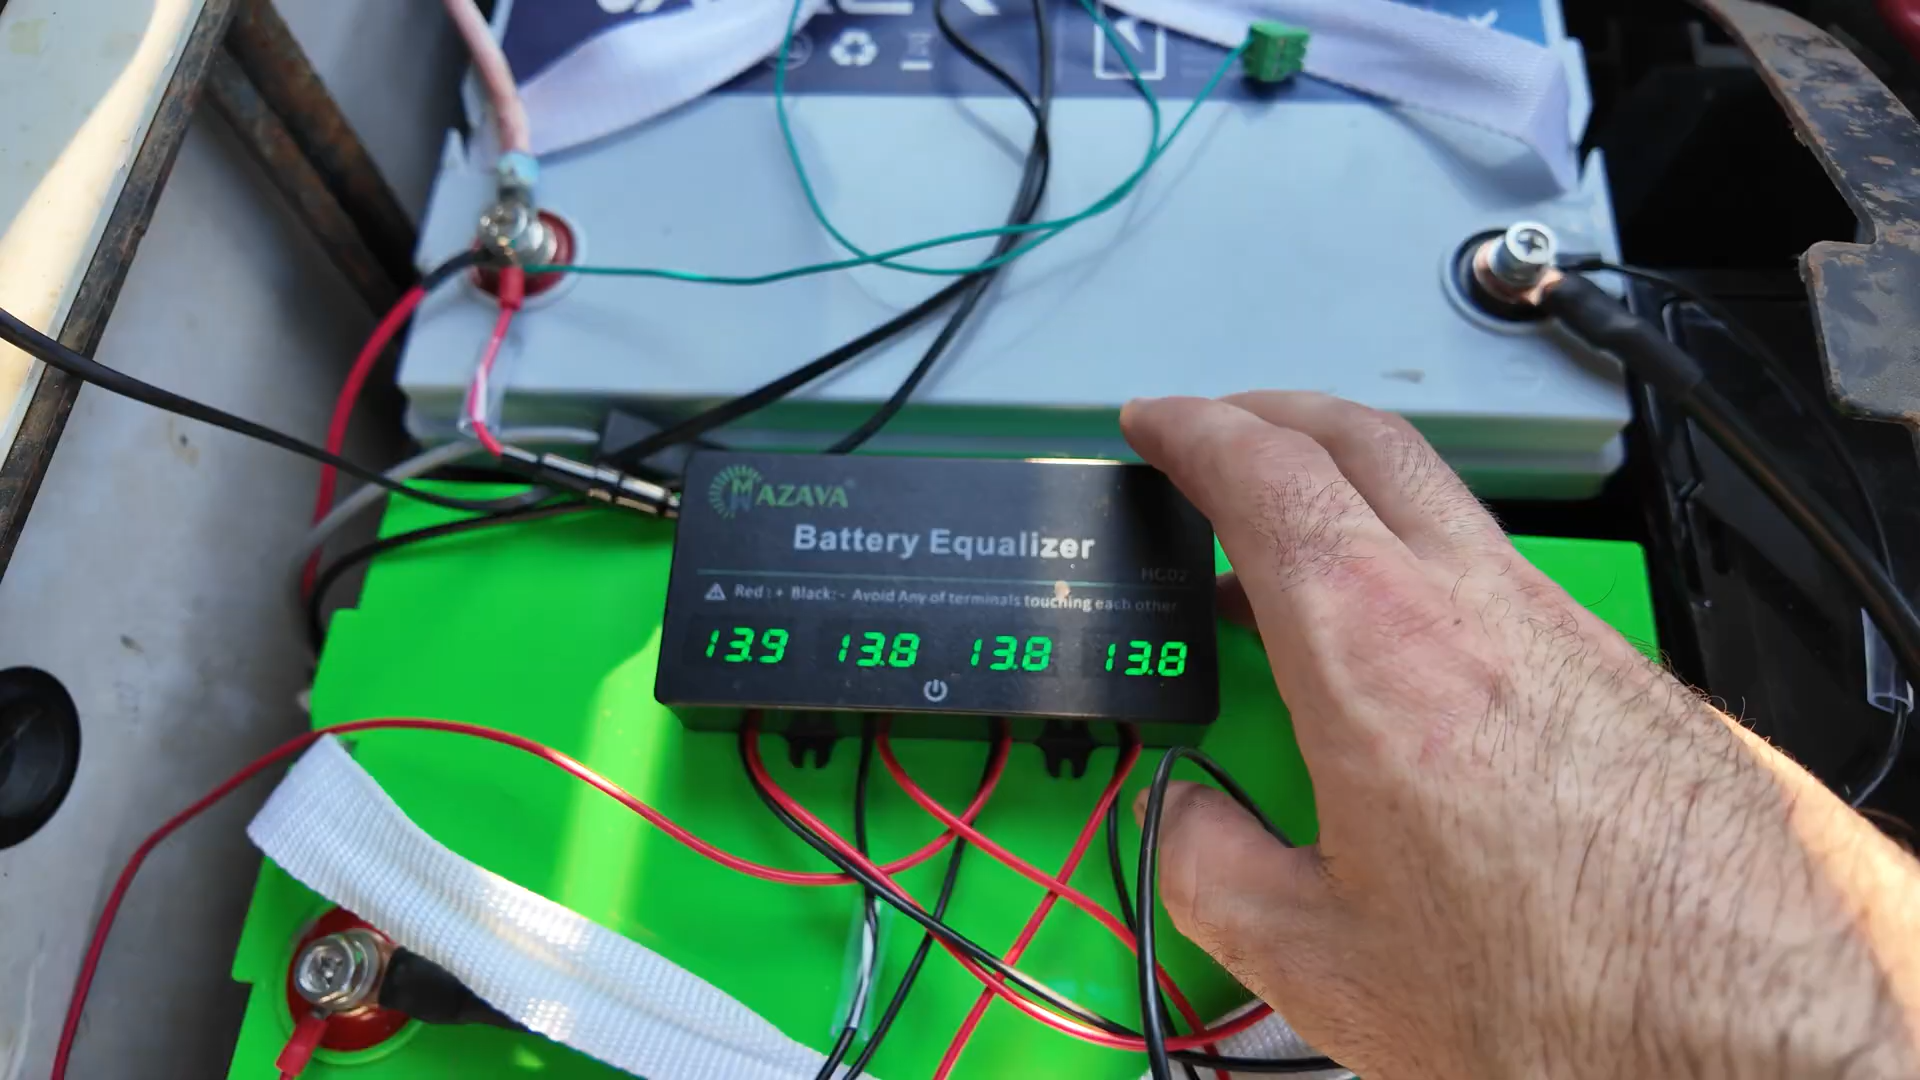 MAZAVA
Battery Equalizer
HC02
Red: + Black: - Avoid Any of terminals touching each other
13.9 13.8 13.8 13.8